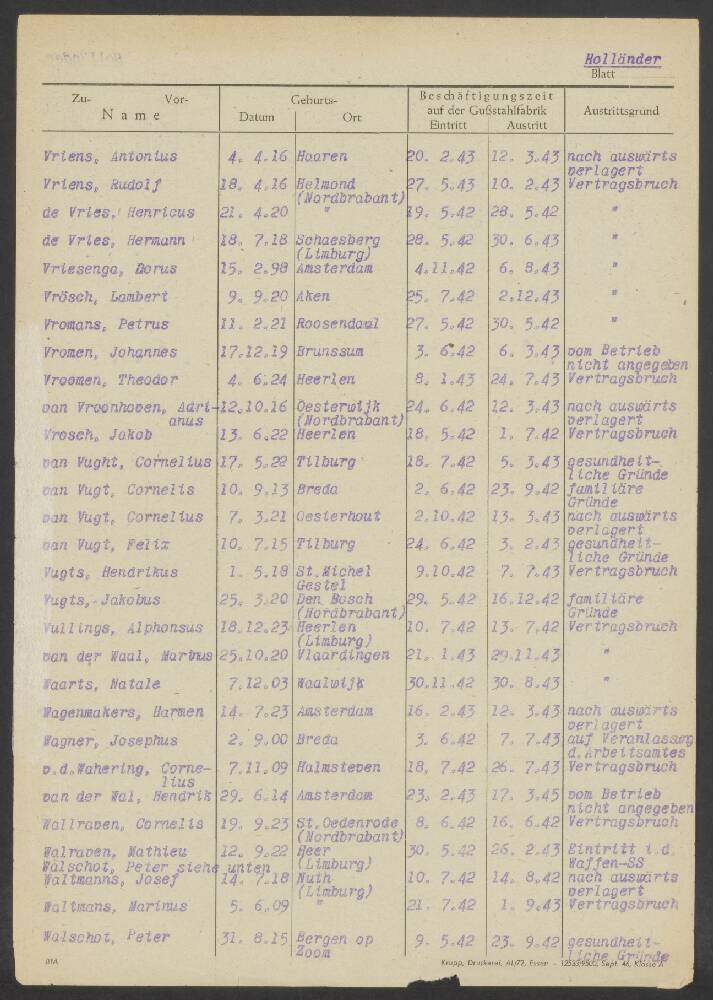 Holländer
Blatt
Zu- Vor- Geburts- Beschäftigungszeit
auf der Gußstahlfabrik Austrittsgrund
Name Datum Ort Eintritt Austritt
Vriens, Antonius 4. 4.16 Haaren 20. 2.43 12. 3.43 nach auswärts
verlagert
Vriens, Rudolf 18. 4.16 Helmond 27. 5.43 10. 2.43 Vertragsbruch
(Nordbrabant)
de Vries, Henricus 21. 4.20 " 19. 5.42 28. 5.42 "
de Vries, Hermann 18. 7.18 Schaesberg 28. 5.42 30. 6.43 "
(Limburg)
Vriesenga, Dorus 15. 2.98 Amsterdam 4.11.42 6. 8.43 "
Vrösch, Lambert 9. 9.20 Aken 25. 7.42 2.12.43 "
Vromans, Petrus 11. 2.21 Roosendaal 27. 5.42 30. 5.42 "
Vromen, Johannes 17.12.19 Brunssum 3. 6.42 6. 3.43 vom Betrieb
nicht angegeben
Vroomen, Theodor 4. 6.24 Heerlen 8. 1.43 24. 7.43 Vertragsbruch
van Vroonhoven, Adri- 12.10.16 Oesterwijk 24. 6.42 12. 3.43 nach auswärts
anus (Nordbrabant) verlagert
Vrosch, Jakob 13. 6.22 Heerlen 18. 5.42 1. 7.42 Vertragsbruch
van Vught, Cornelius 17. 5.22 Tilburg 18. 7.42 5. 3.43 gesundheit-
liche Gründe
van Vugt, Cornelis 10. 9.13 Breda 2. 6.42 23. 9.42 familiäre
Gründe
van Vugt, Cornelius 7. 3.21 Oesterhout 2.10.42 13. 3.43 nach auswärts
verlagert
van Vugt, Felix 10. 7.15 Tilburg 24. 6.42 3. 2.43 gesundheit-
liche Gründe
Vugts, Hendrikus 1. 5.18 St.Michel 9.10.42 7. 7.43 Vertragsbruch
Gestel
Vugts, Jakobus 25. 3.20 Den Bosch 29. 5.42 16.12.42 familiäre
(Nordbrabant) Gründe
Vullings, Alphonsus 18.12.23 Heerlen 10. 7.42 13. 7.42 Vertragsbruch
(Limburg)
van der Waal, Marinus 25.10.20 Vlaardingen 21. 1.43 29.11.43 "
Waarts, Natale 7.12.03 Waalwijk 30.11.42 30. 8.43 "
Wagenmakers, Harmen 14. 7.23 Amsterdam 16. 2.43 12. 3.43 nach auswärts
verlagert
Wagner, Josephus 2. 9.00 Breda 3. 6.42 7. 7.43 auf Veranlassung
d.Arbeitsamtes
v.d.Wahering, Corne- 7.11.09 Halmsteven 18. 7.42 26. 7.43 Vertragsbruch
lius
van der Wal, Hendrik 29. 6.14 Amsterdam 23. 2.43 17. 3.45 vom Betrieb
nicht angegeben
Wallraven, Cornelis 19. 9.23 St.Oedenrode 8. 6.42 16. 6.42 Vertragsbruch
(Nordbrabant)
Walraven, Mathieu 12. 9.22 Heer 30. 5.42 26. 2.43 Eintritt i.d.
Walschot, Peter siehe unten (Limburg) Waffen-SS
Waltmanns, Josef 14. 7.18 Nuth 10. 7.42 14. 8.42 nach auswärts
(Limburg) verlagert
Waltmans, Marinus 5. 6.09 " 21. 7.42 1. 9.43 Vertragsbruch
Walschot, Peter 31. 8.15 Bergen op 9. 5.42 23. 9.42 gesundheit-
Zoom liche Gründe
Krupp, Druckerei, Essen